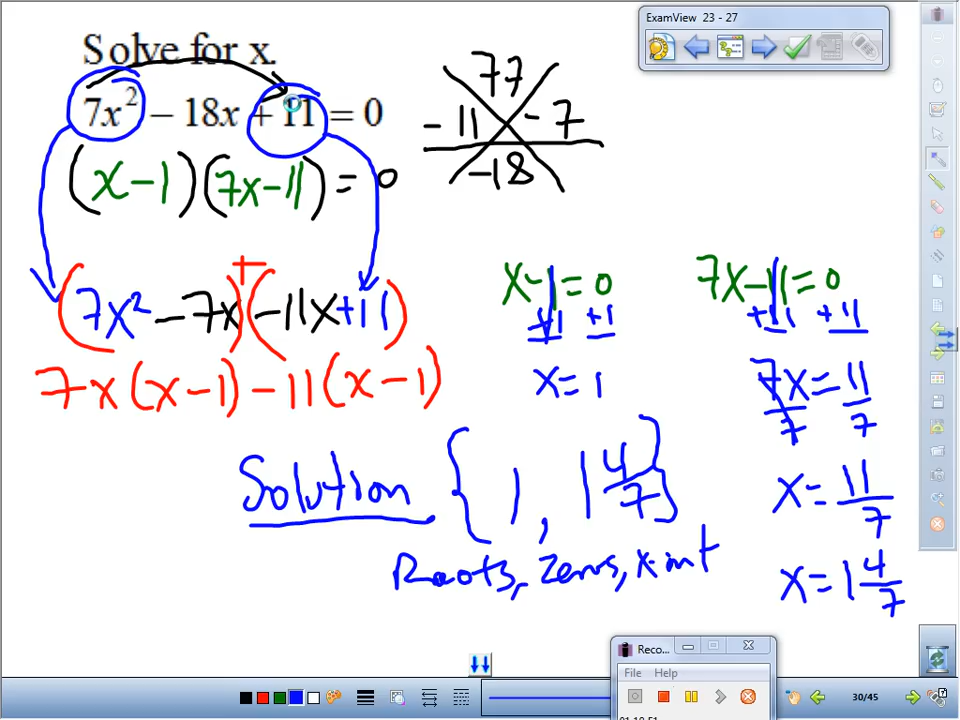 ExamView 23 - 27
Solve for x.
7x² − 18x + 11 = 0
(x−1)(7x−11) = 0
77
−11 −7
−18
(7x² −7x) + (−11x +11)
7x(x−1) −11(x−1)
x−1=0
+1 +1
x=1
7x−11=0
+11 +11
7x=11
7 7
x=11/7
x=1 4/7
Solution {1, 1 4/7}
Roots, Zeros, x-int
Reco...
File Help
30/45